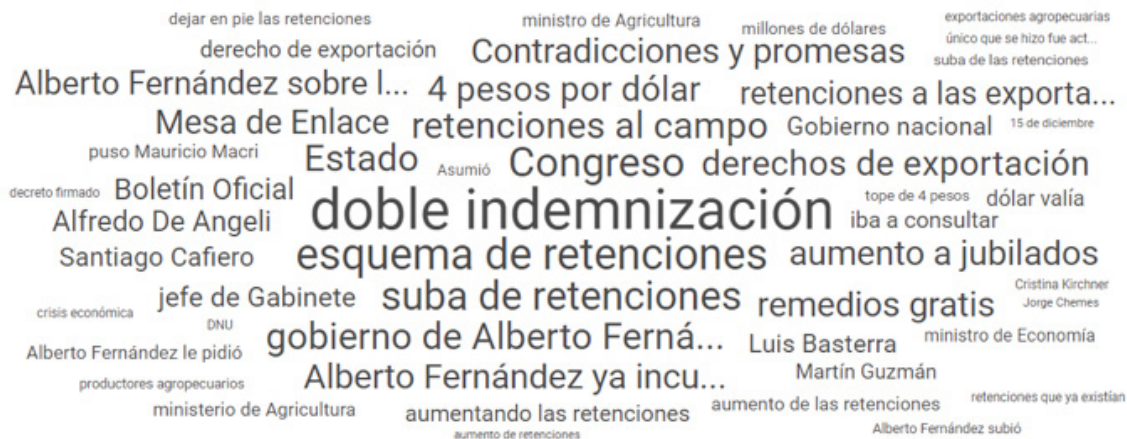 dejar en pie las retenciones
ministro de Agricultura
millones de dólares
exportaciones agropecuarias
derecho de exportación
Contradicciones y promesas
único que se hizo fue act...
suba de las retenciones
Alberto Fernández sobre l...
4 pesos por dólar
retenciones a las exporta...
Mesa de Enlace
retenciones al campo
Gobierno nacional
15 de diciembre
puso Mauricio Macri
Estado
Asumió
Congreso
derechos de exportación
decreto firmado
Boletín Oficial
doble indemnización
tope de 4 pesos
dólar valía
Alfredo De Angeli
iba a consultar
Santiago Cafiero
esquema de retenciones
aumento a jubilados
jefe de Gabinete
suba de retenciones
remedios gratis
Cristina Kirchner
Jorge Chemes
crisis económica
DNU
gobierno de Alberto Ferná...
Luis Basterra
ministro de Economía
Alberto Fernández le pidió
Alberto Fernández ya incu...
Martín Guzmán
productores agropecuarios
ministerio de Agricultura
aumentando las retenciones
aumento de las retenciones
retenciones que ya existían
aumento de retenciones
Alberto Fernández subió